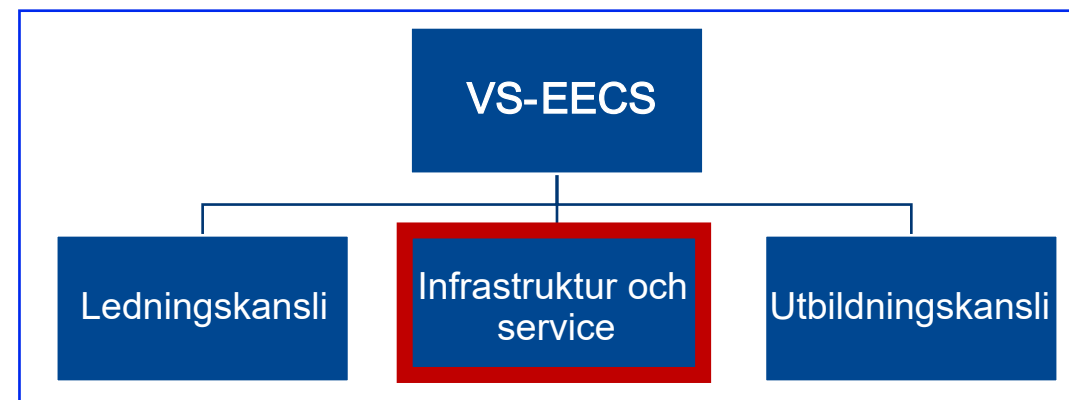 VS-EECS
Ledningskansli
Infrastruktur och
service
Utbildningskansli